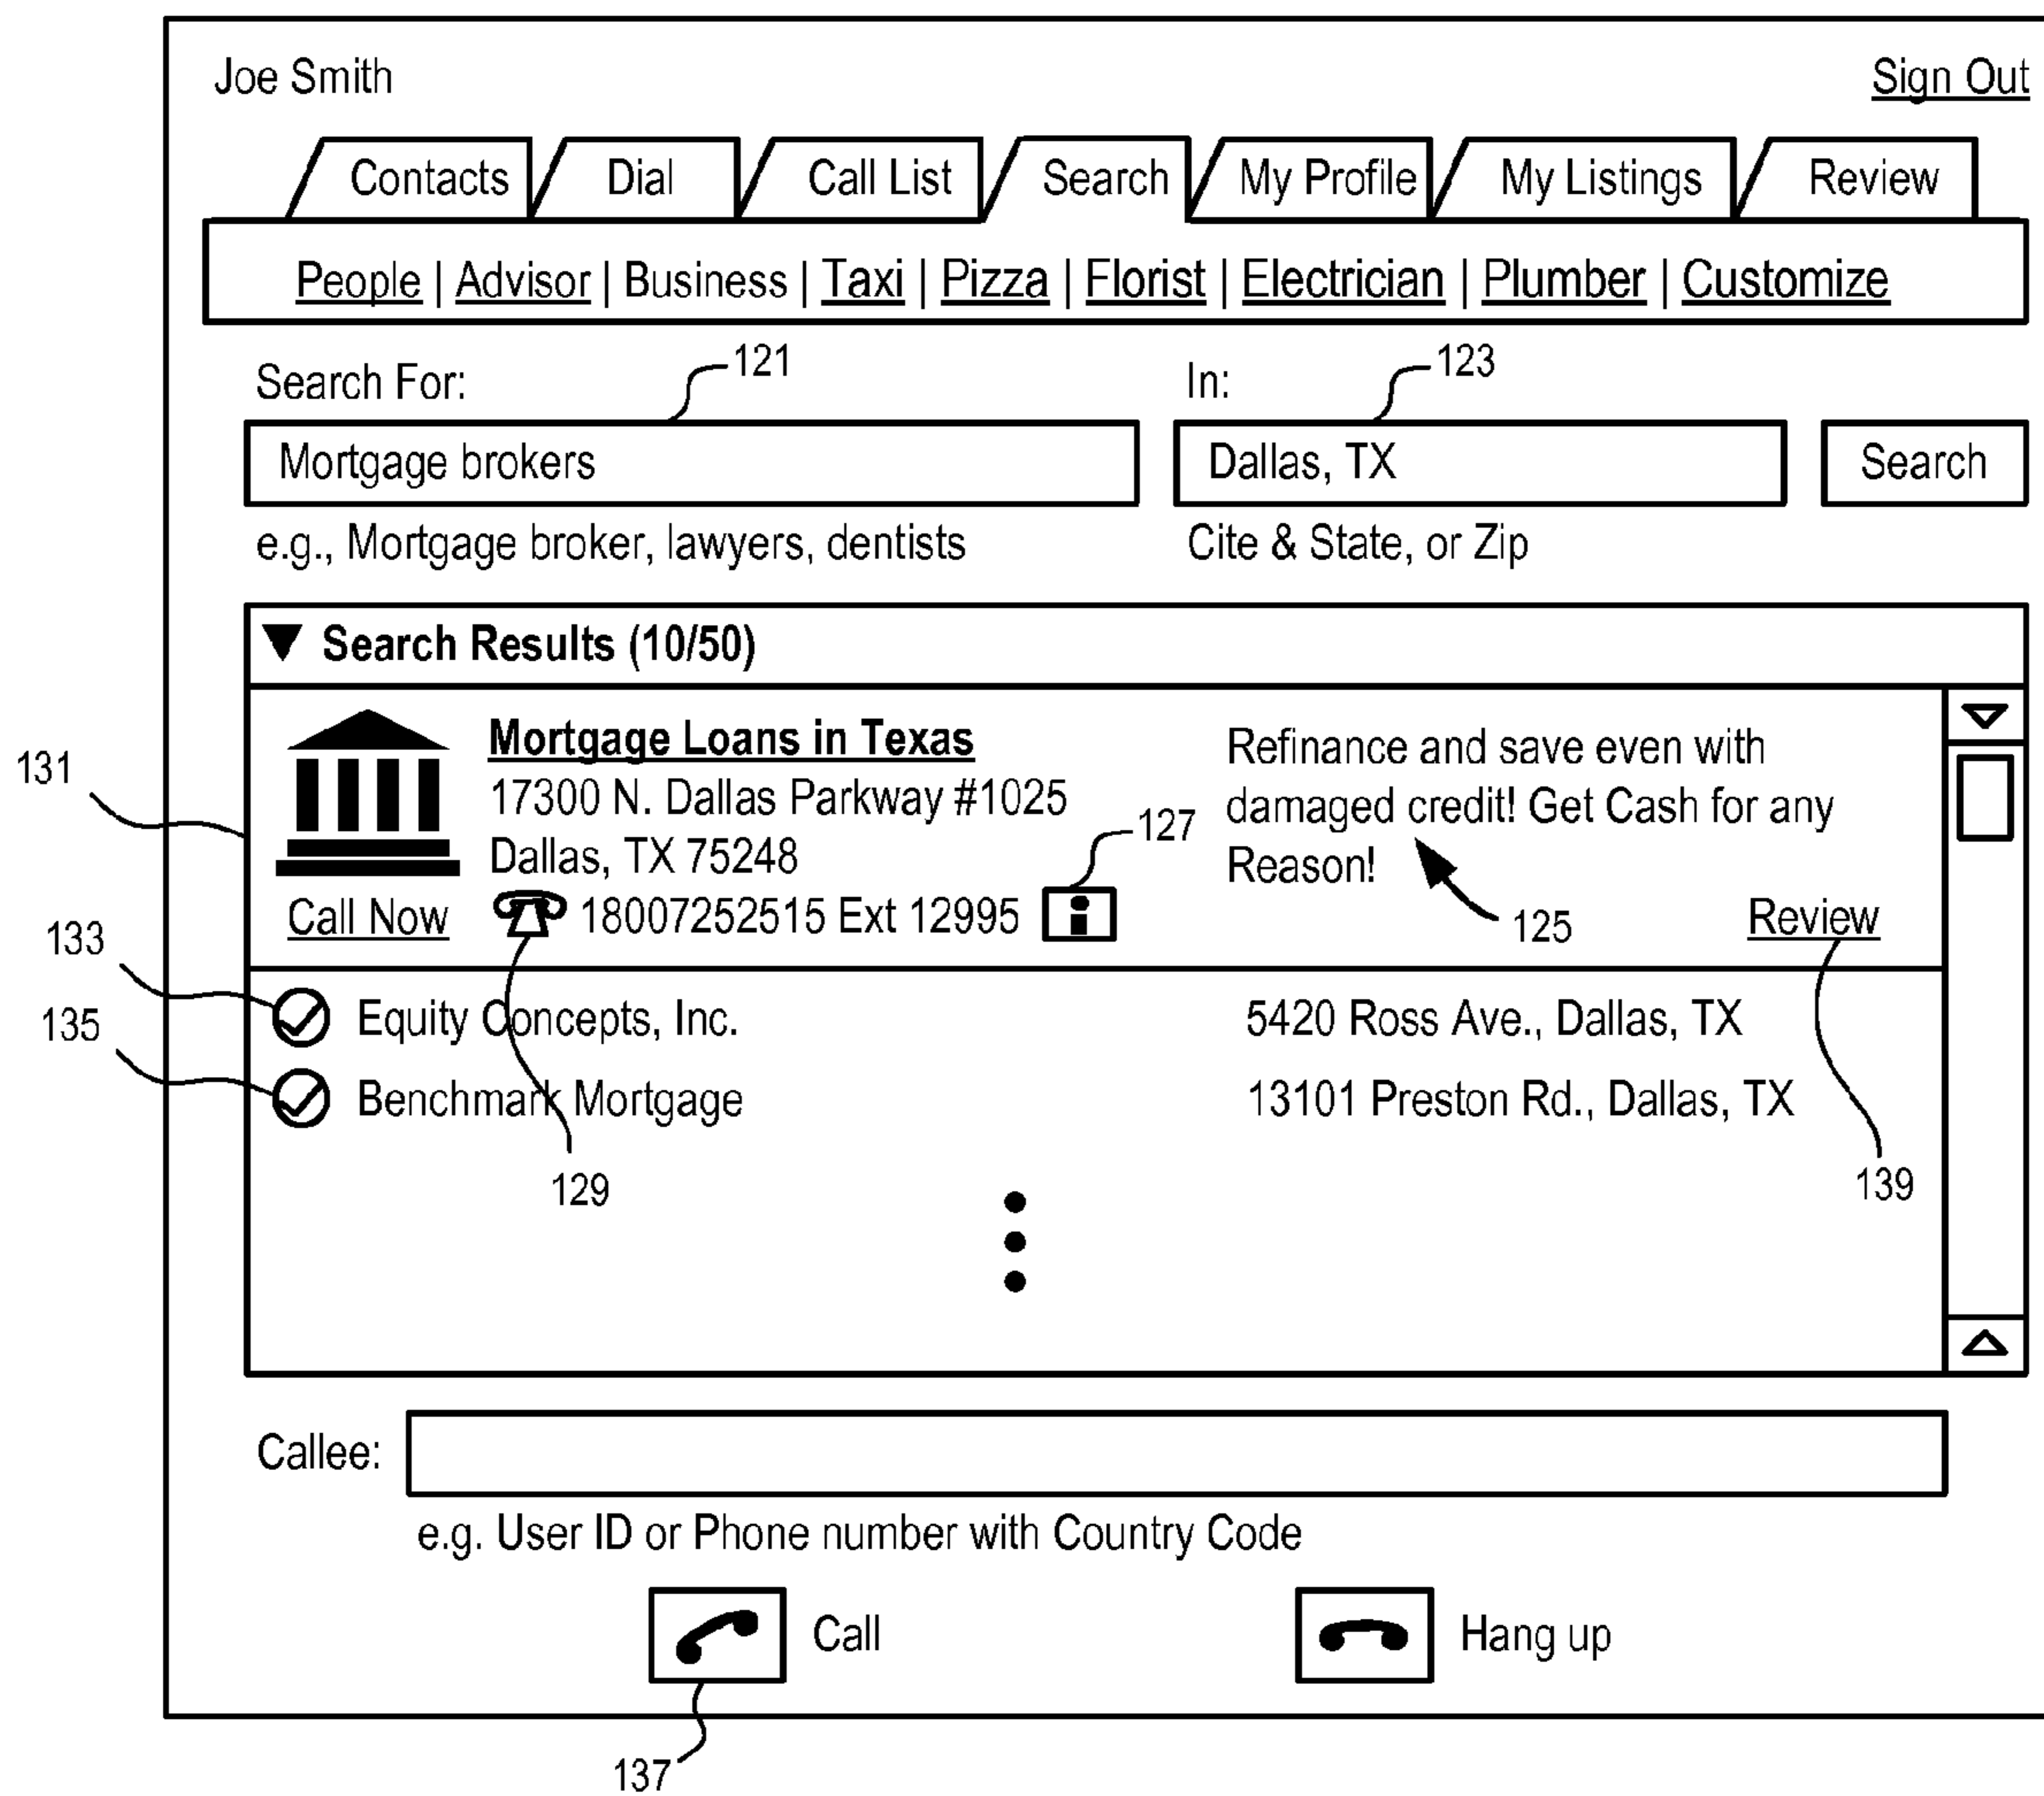 Joe Smith Sign Out
Contacts Dial Call List Search My Profile My Listings Review
People | Advisor | Business | Taxi | Pizza | Florist | Electrician | Plumber | Customize
121 123
Search For: In:
Mortgage brokers Dallas, TX Search
e.g., Mortgage broker, lawyers, dentists Cite & State, or Zip
Search Results (10/50)
131
Mortgage Loans in Texas
17300 N. Dallas Parkway #1025
Dallas, TX 75248
127
Refinance and save even with
damaged credit! Get Cash for any
Reason!
Call Now 18007252515 Ext 12995 i 125 Review
133
Equity Concepts, Inc. 5420 Ross Ave., Dallas, TX
135
Benchmark Mortgage 13101 Preston Rd., Dallas, TX
129 139
Callee:
e.g. User ID or Phone number with Country Code
Call Hang up
137